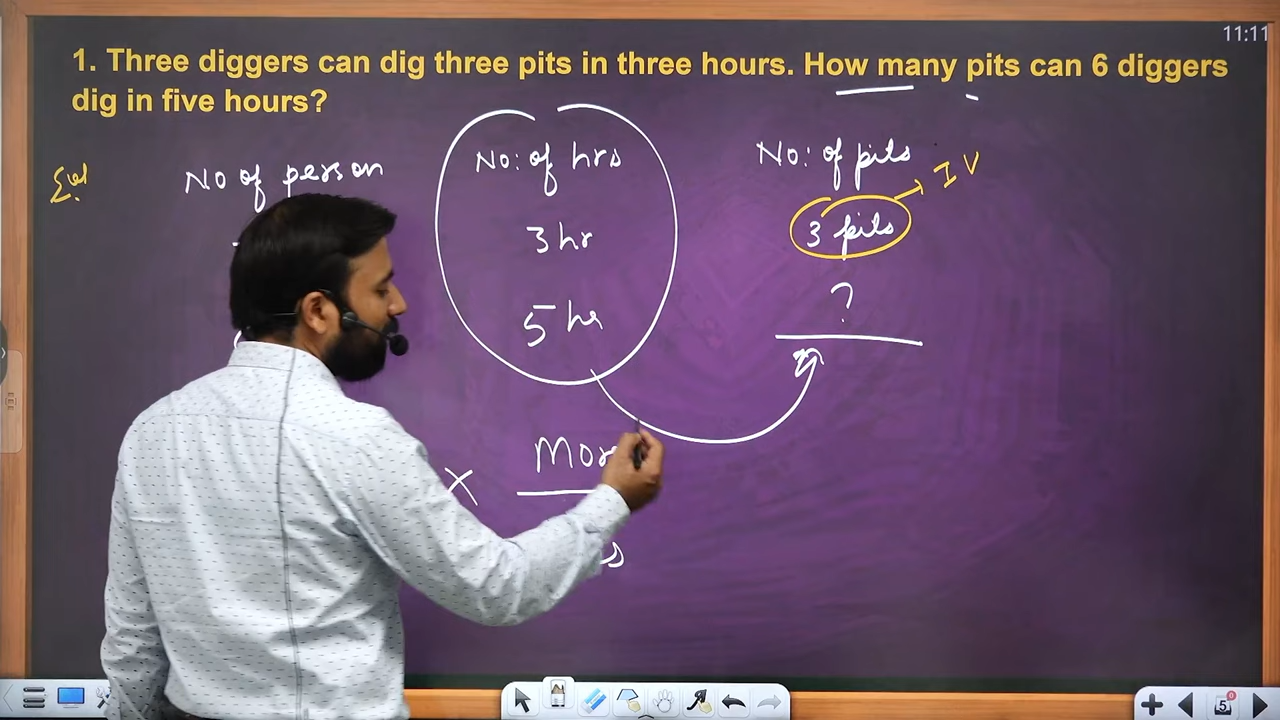 11:11
1. Three diggers can dig three pits in three hours. How many pits can 6 diggers
dig in five hours?
Sol
No of person
No: of hrs
No: of pits
I V
3 hr
3 pits
5 hr
?
x
5